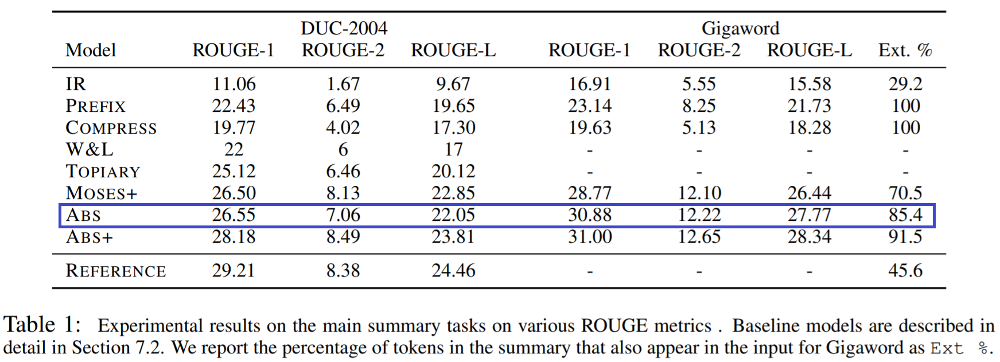 DUC-2004 Gigaword
Model ROUGE-1 ROUGE-2 ROUGE-L ROUGE-1 ROUGE-2 ROUGE-L Ext. %
IR 11.06 1.67 9.67 16.91 5.55 15.58 29.2
PREFIX 22.43 6.49 19.65 23.14 8.25 21.73 100
COMPRESS 19.77 4.02 17.30 19.63 5.13 18.28 100
W&L 22 6 17 - - - -
TOPIARY 25.12 6.46 20.12 - - - -
MOSES+ 26.50 8.13 22.85 28.77 12.10 26.44 70.5
ABS 26.55 7.06 22.05 30.88 12.22 27.77 85.4
ABS+ 28.18 8.49 23.81 31.00 12.65 28.34 91.5
REFERENCE 29.21 8.38 24.46 - - - 45.6
Table 1: Experimental results on the main summary tasks on various ROUGE metrics . Baseline models are described in
detail in Section 7.2. We report the percentage of tokens in the summary that also appear in the input for Gigaword as Ext %.